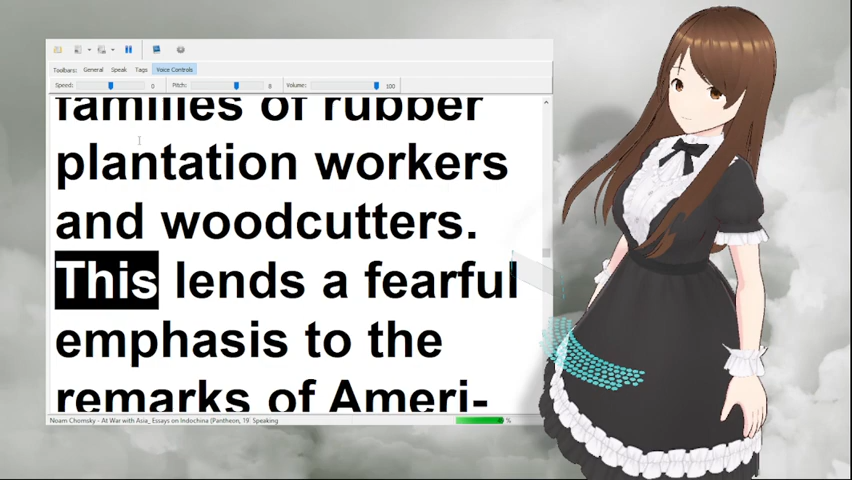 Toolbars: General Speak Tags Voice Controls
Speed: 0 Pitch: 8 Volume: 100
families of rubber
plantation workers
and woodcutters.
This lends a fearful
emphasis to the
remarks of Ameri-
Noam Chomsky - At War with Asia_ Essays on Indochina (Pantheon, 19 Speaking %